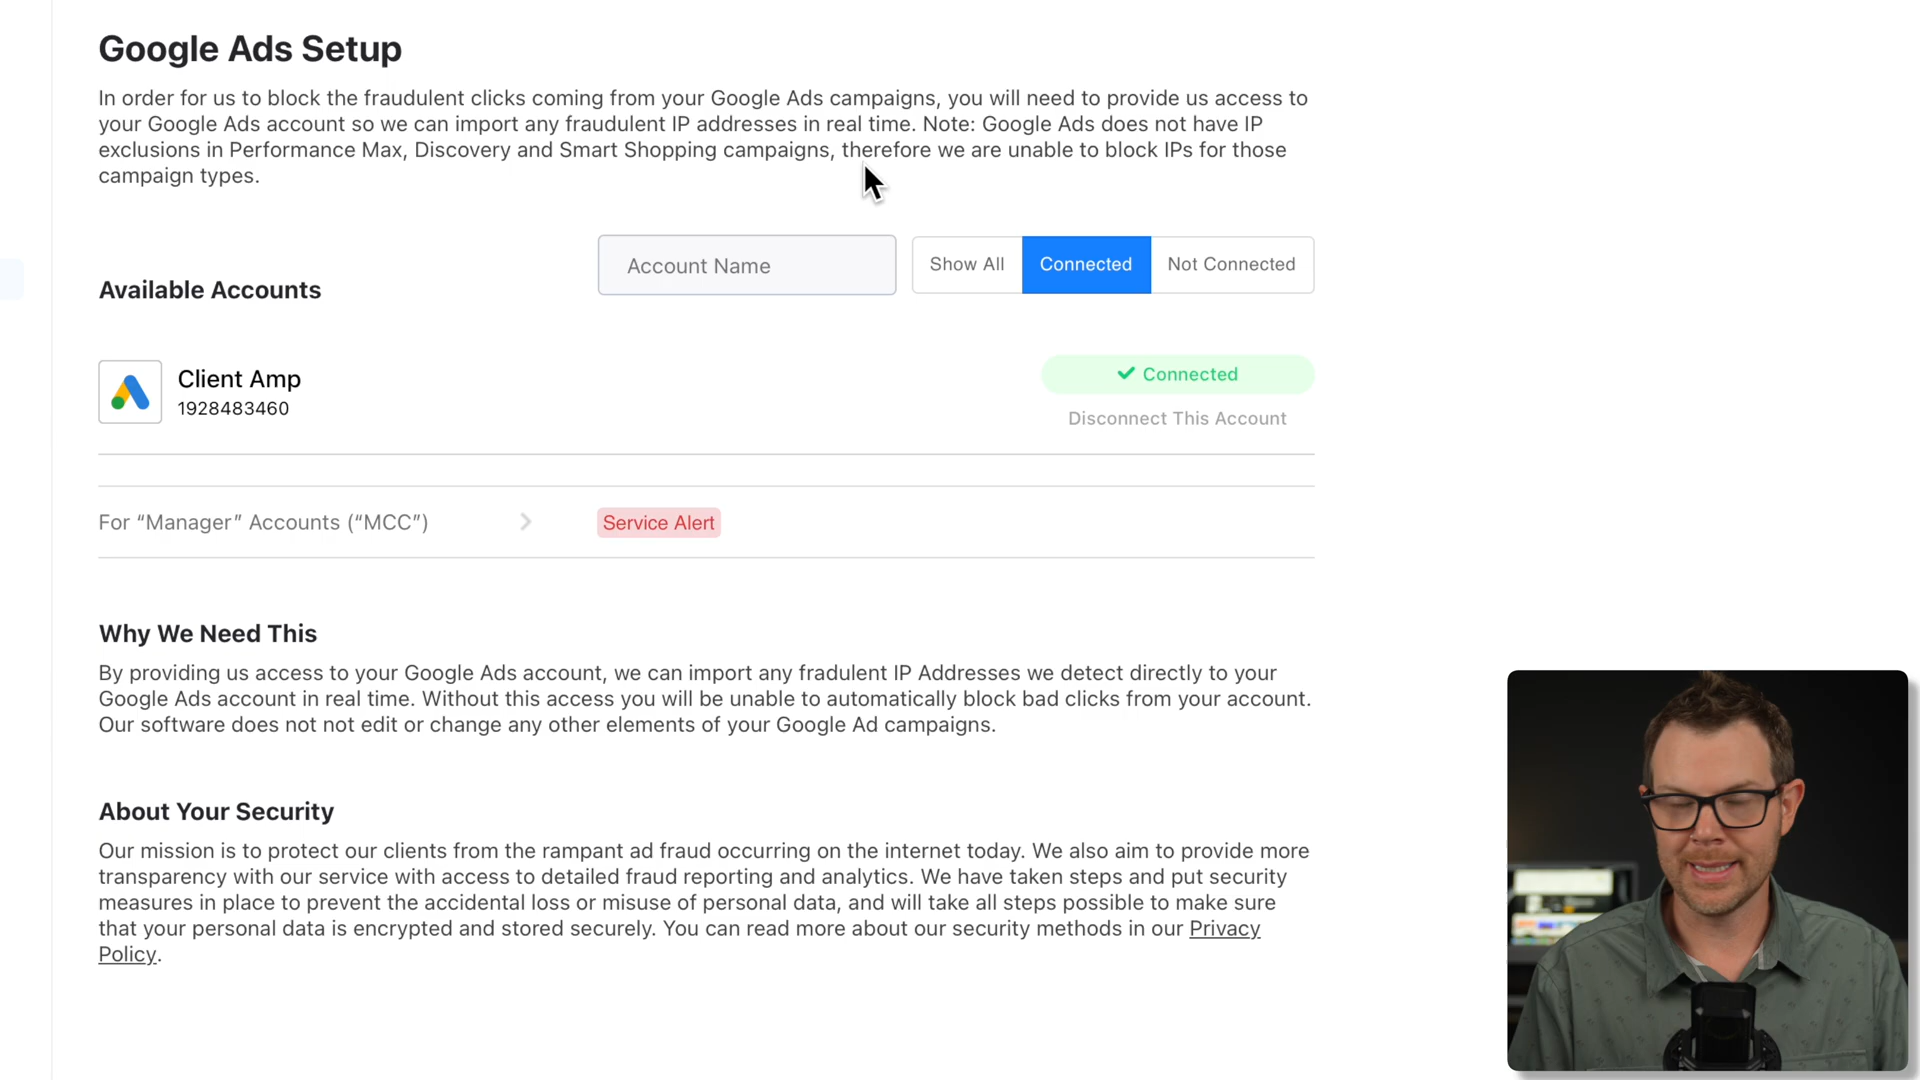 Google Ads Setup
In order for us to block the fraudulent clicks coming from your Google Ads campaigns, you will need to provide us access to
your Google Ads account so we can import any fraudulent IP addresses in real time. Note: Google Ads does not have IP
exclusions in Performance Max, Discovery and Smart Shopping campaigns, therefore we are unable to block IPs for those
campaign types.
Account Name
Show All
Connected
Not Connected
Available Accounts
Client Amp
1928483460
Connected
Disconnect This Account
For “Manager” Accounts (“MCC”)
Service Alert
Why We Need This
By providing us access to your Google Ads account, we can import any fradulent IP Addresses we detect directly to your
Google Ads account in real time. Without this access you will be unable to automatically block bad clicks from your account.
Our software does not not edit or change any other elements of your Google Ad campaigns.
About Your Security
Our mission is to protect our clients from the rampant ad fraud occurring on the internet today. We also aim to provide more
transparency with our service with access to detailed fraud reporting and analytics. We have taken steps and put security
measures in place to prevent the accidental loss or misuse of personal data, and will take all steps possible to make sure
that your personal data is encrypted and stored securely. You can read more about our security methods in our Privacy
Policy.